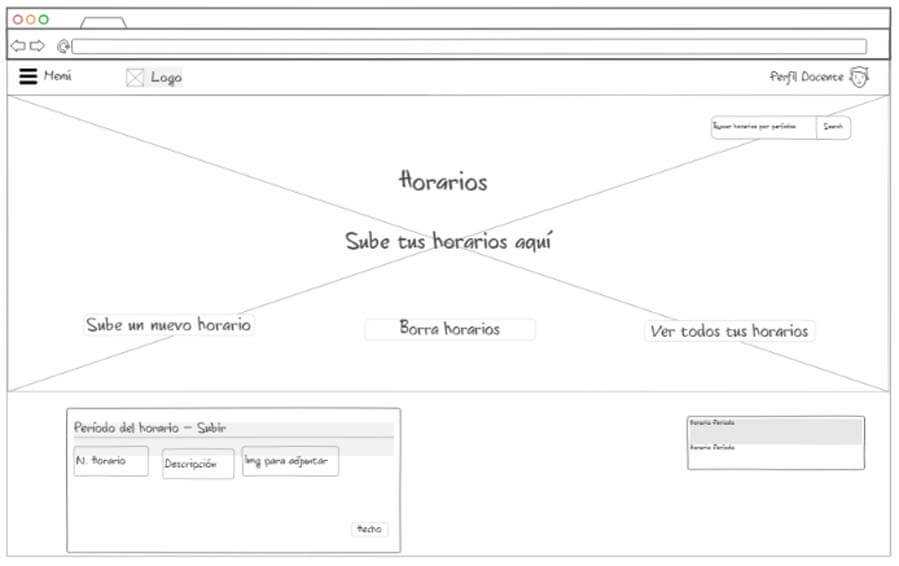 Menú
Logo
Perfil Docente
Buscar horarios por períodos
Search
Horarios
Sube tus horarios aquí
Sube un nuevo horario
Borra horarios
Ver todos tus horarios
Período del horario - Subir
N. Horario
Descripción
Img para adjuntar
Hecho
Horario Período
Horario Período